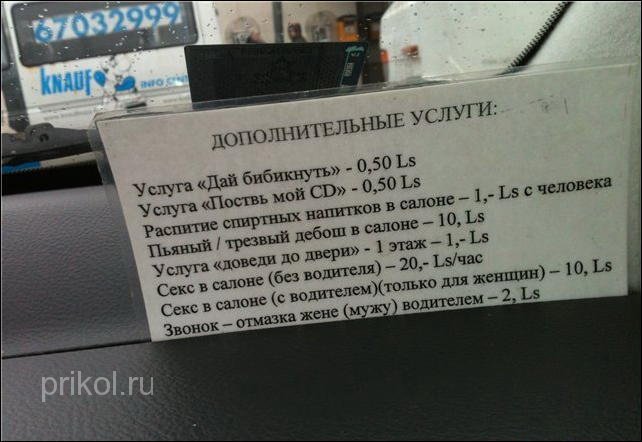 67032999
KNAUF INFO CENT
ДОПОЛНИТЕЛЬНЫЕ УСЛУГИ:
Услуга «Дай бибикнуть» - 0,50 Ls
Услуга «Поствь мой CD» - 0,50 Ls
Распитие спиртных напитков в салоне – 1,- Ls с человека
Пьяный / трезвый дебош в салоне – 10, Ls
Услуга «доведи до двери» - 1 этаж – 1,- Ls
Секс в салоне (без водителя) – 20,- Ls/час
Секс в салоне (с водителем)(только для женщин) – 10, Ls
Звонок – отмазка жене (мужу) водителем – 2, Ls
prikol.ru